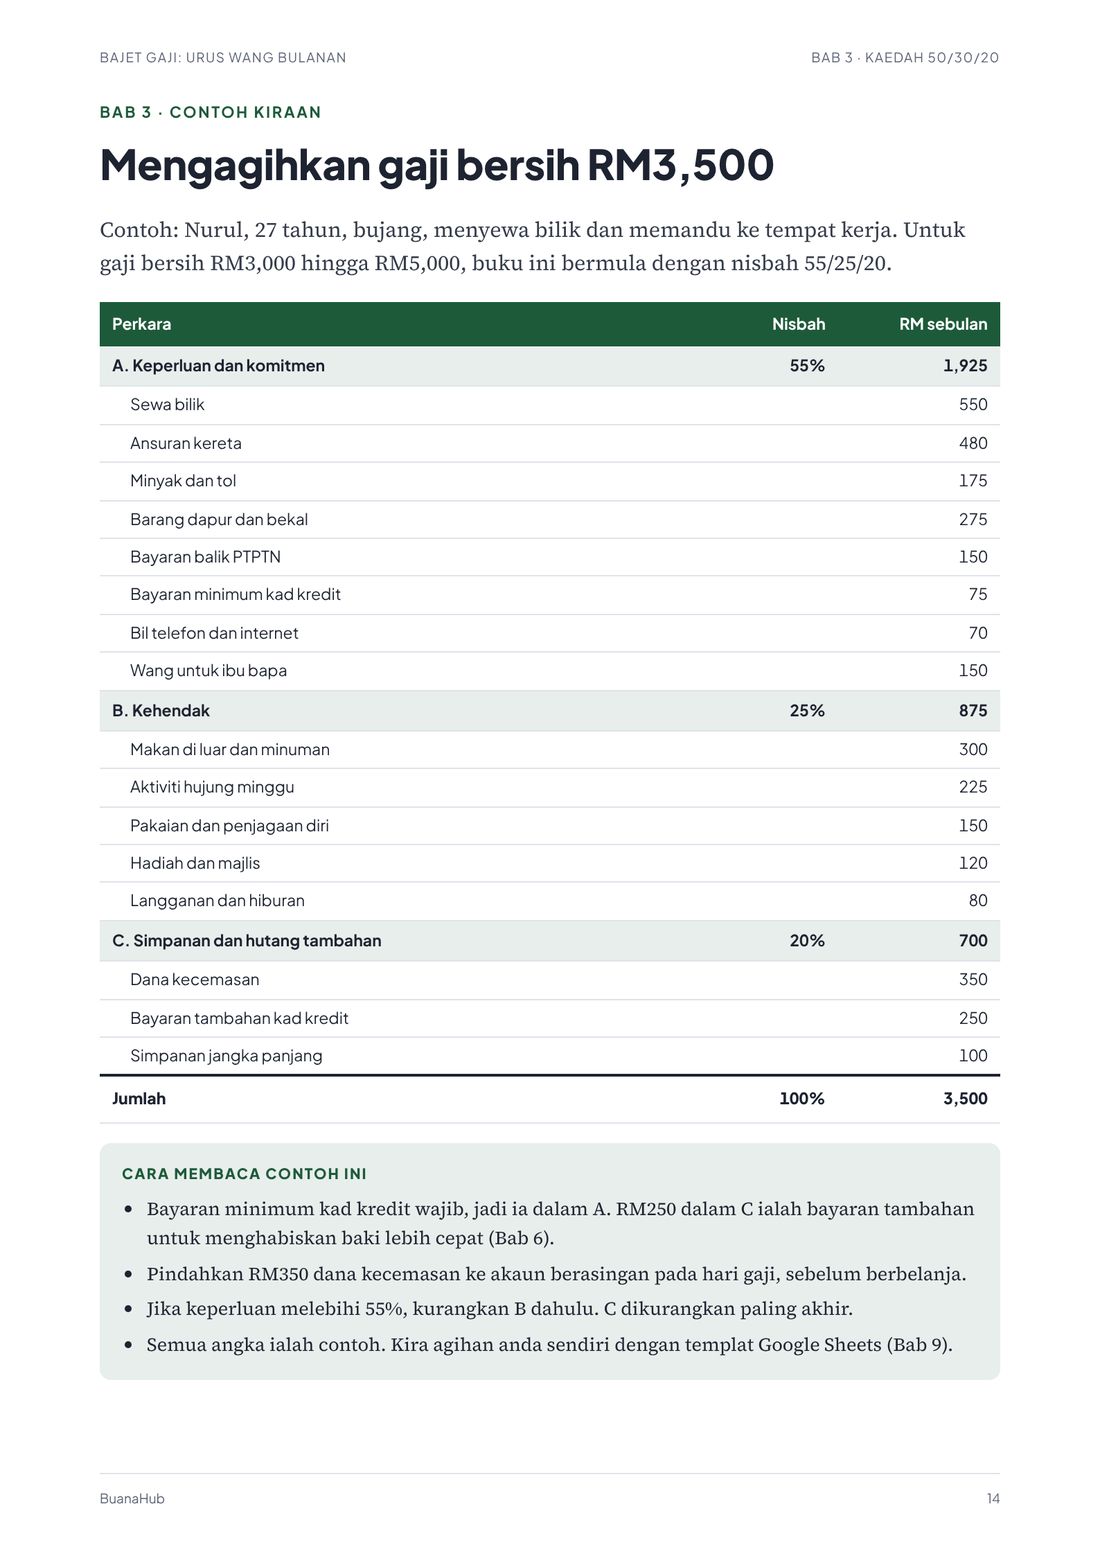 BAJET GAJI: URUS WANG BULANAN
BAB 3 · KAEDAH 50/30/20
BAB 3 · CONTOH KIRAAN
Mengagihkan gaji bersih RM3,500
Contoh: Nurul, 27 tahun, bujang, menyewa bilik dan memandu ke tempat kerja. Untuk
gaji bersih RM3,000 hingga RM5,000, buku ini bermula dengan nisbah 55/25/20.
Perkara Nisbah RM sebulan
A. Keperluan dan komitmen 55% 1,925
Sewa bilik 550
Ansuran kereta 480
Minyak dan tol 175
Barang dapur dan bekal 275
Bayaran balik PTPTN 150
Bayaran minimum kad kredit 75
Bil telefon dan internet 70
Wang untuk ibu bapa 150
B. Kehendak 25% 875
Makan di luar dan minuman 300
Aktiviti hujung minggu 225
Pakaian dan penjagaan diri 150
Hadiah dan majlis 120
Langganan dan hiburan 80
C. Simpanan dan hutang tambahan 20% 700
Dana kecemasan 350
Bayaran tambahan kad kredit 250
Simpanan jangka panjang 100
Jumlah 100% 3,500
CARA MEMBACA CONTOH INI
• Bayaran minimum kad kredit wajib, jadi ia dalam A. RM250 dalam C ialah bayaran tambahan
untuk menghabiskan baki lebih cepat (Bab 6).
• Pindahkan RM350 dana kecemasan ke akaun berasingan pada hari gaji, sebelum berbelanja.
• Jika keperluan melebihi 55%, kurangkan B dahulu. C dikurangkan paling akhir.
• Semua angka ialah contoh. Kira agihan anda sendiri dengan templat Google Sheets (Bab 9).
BuanaHub
14